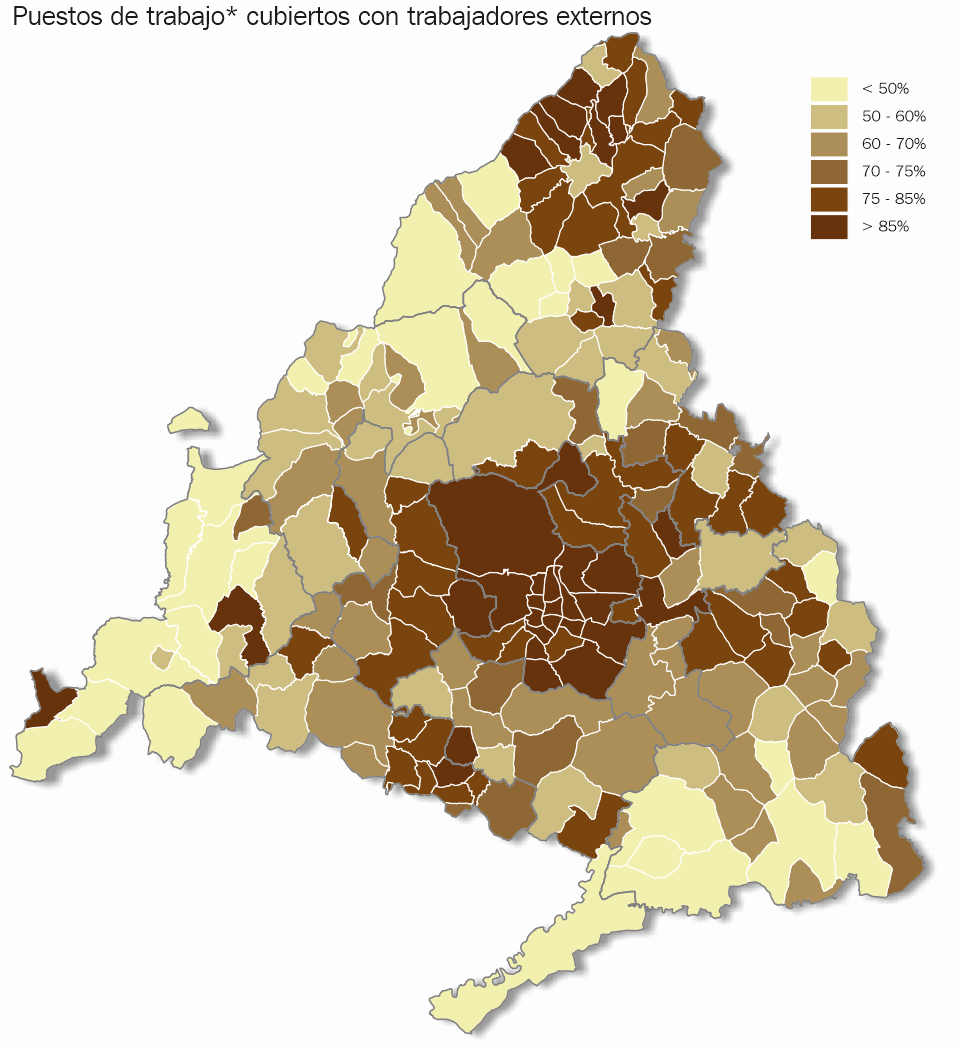 Puestos de trabajo* cubiertos con trabajadores externos
< 50%
50 - 60%
60 - 70%
70 - 75%
75 - 85%
> 85%